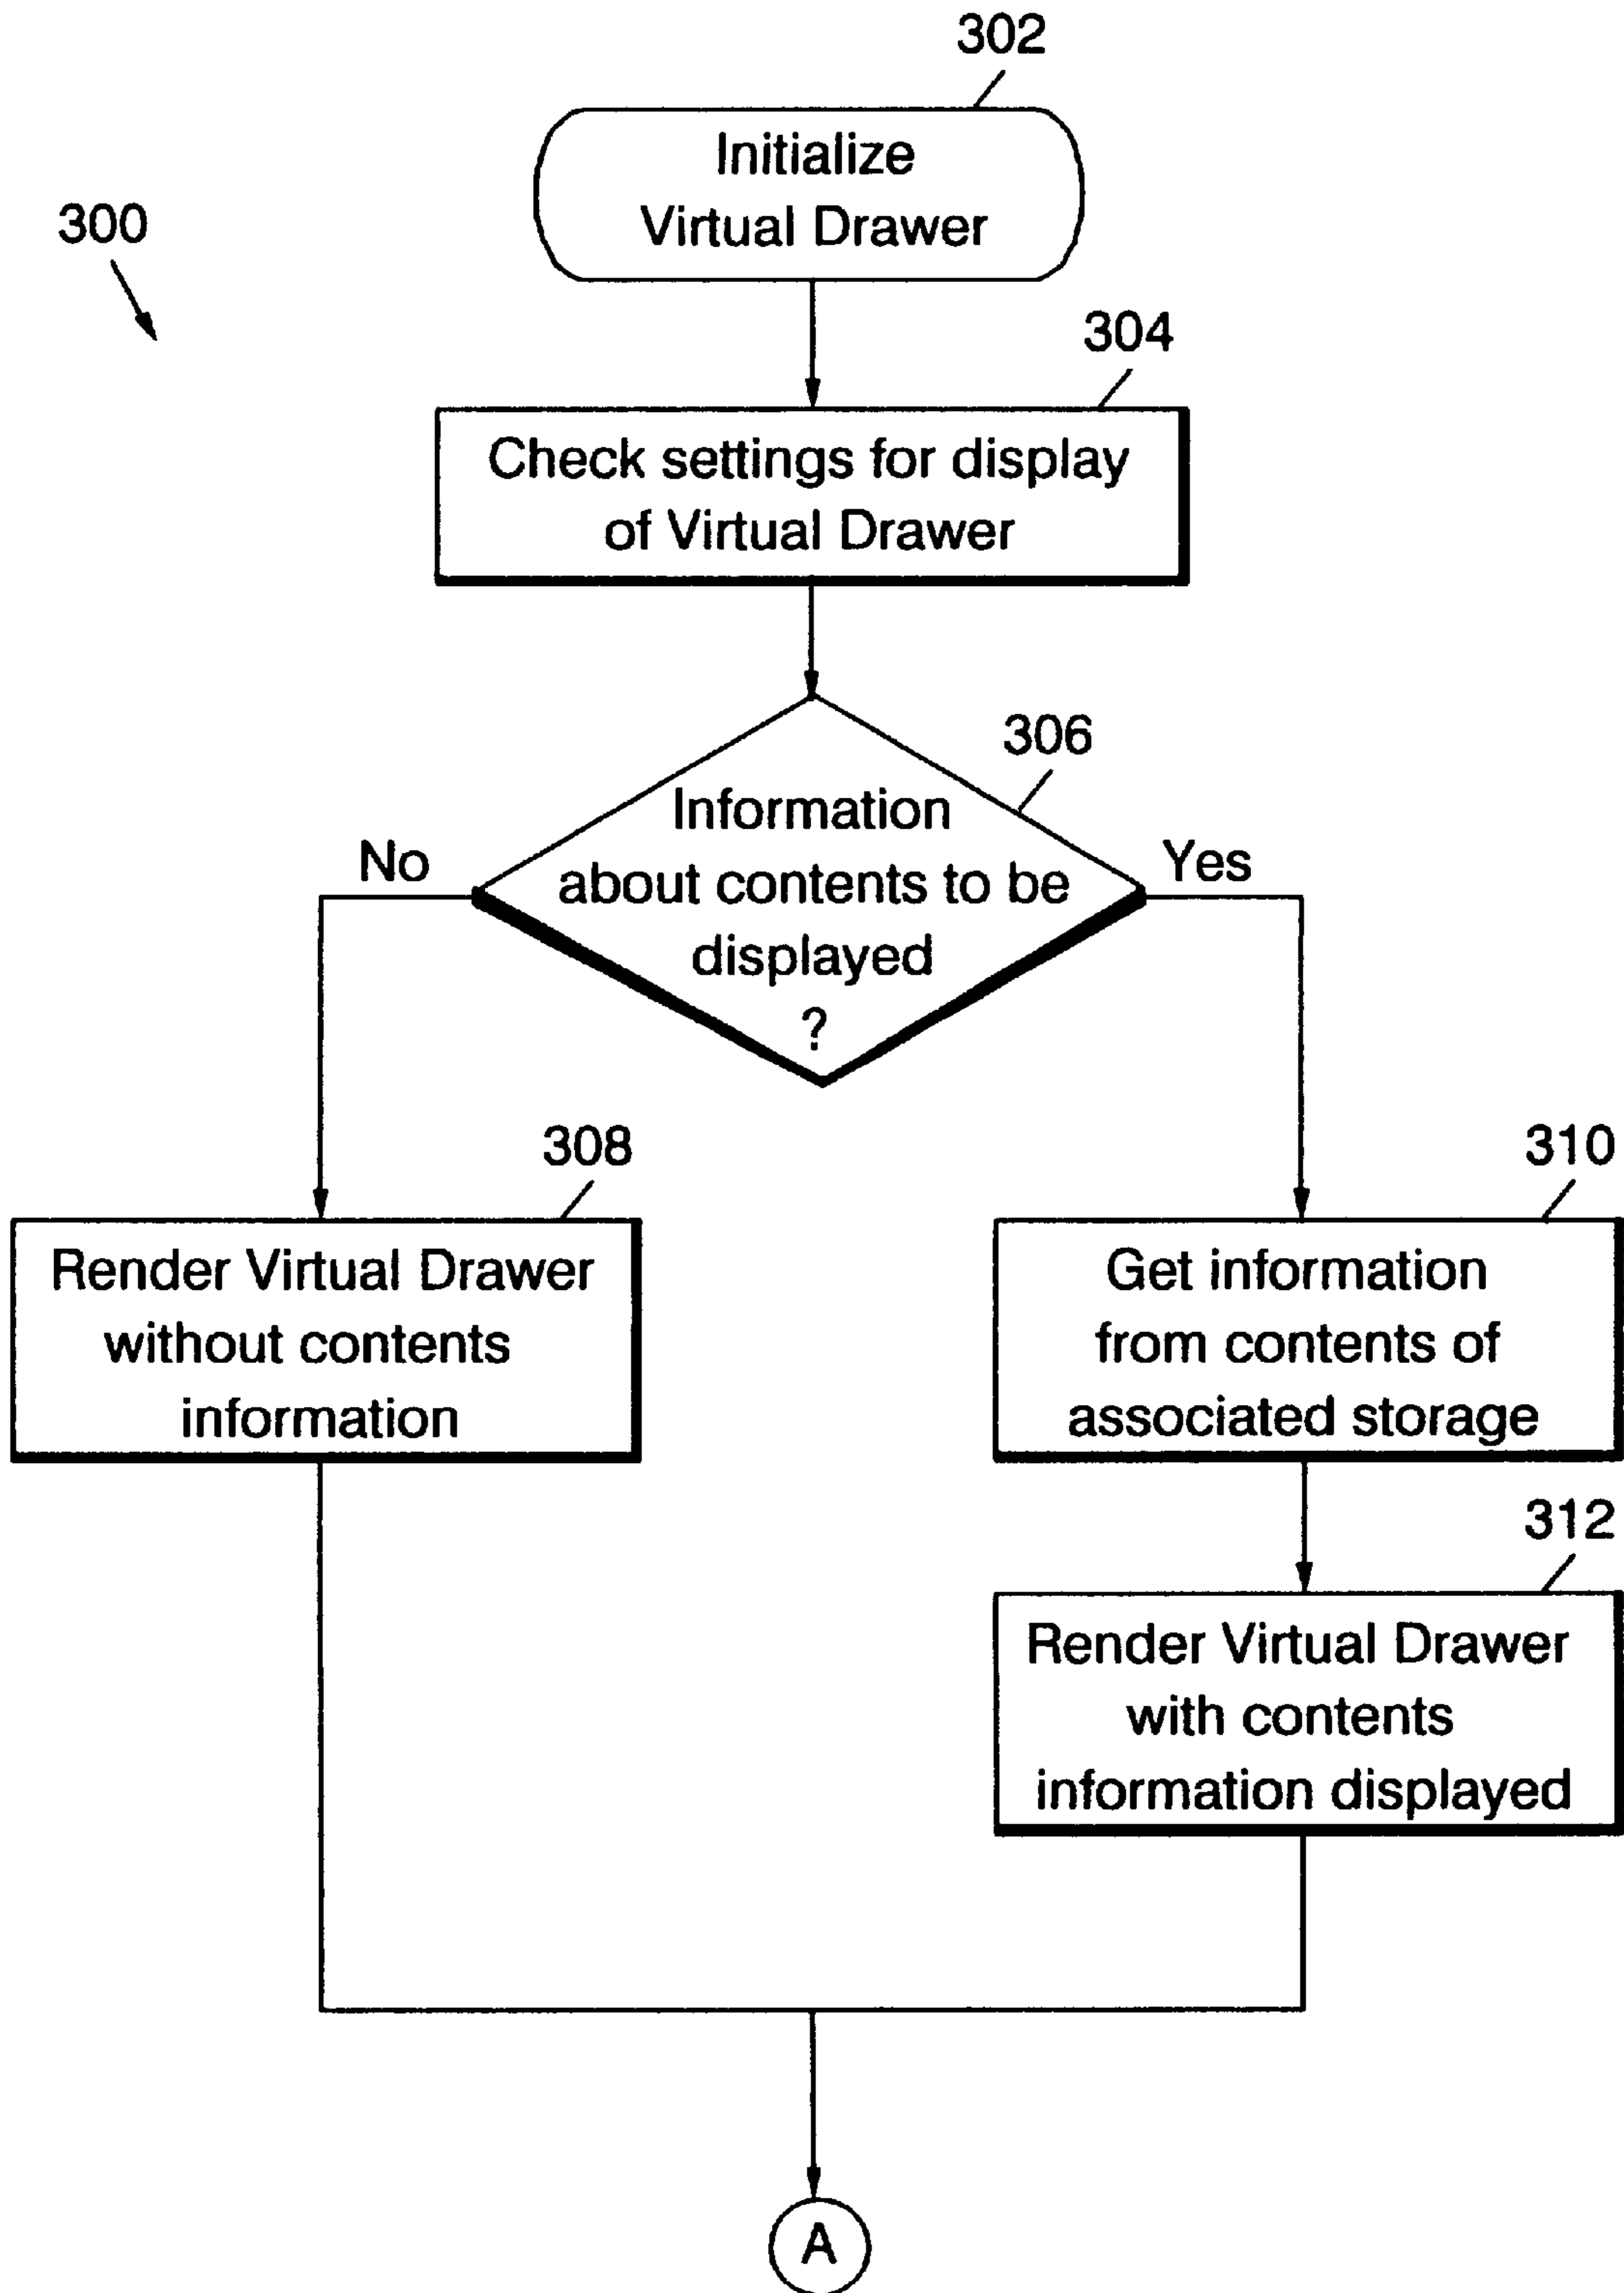 302
Initialize
Virtual Drawer
300
304
Check settings for display
of Virtual Drawer
306
Information
about contents to be
displayed
?
No
Yes
308
Render Virtual Drawer
without contents
information
310
Get information
from contents of
associated storage
312
Render Virtual Drawer
with contents
information displayed
A